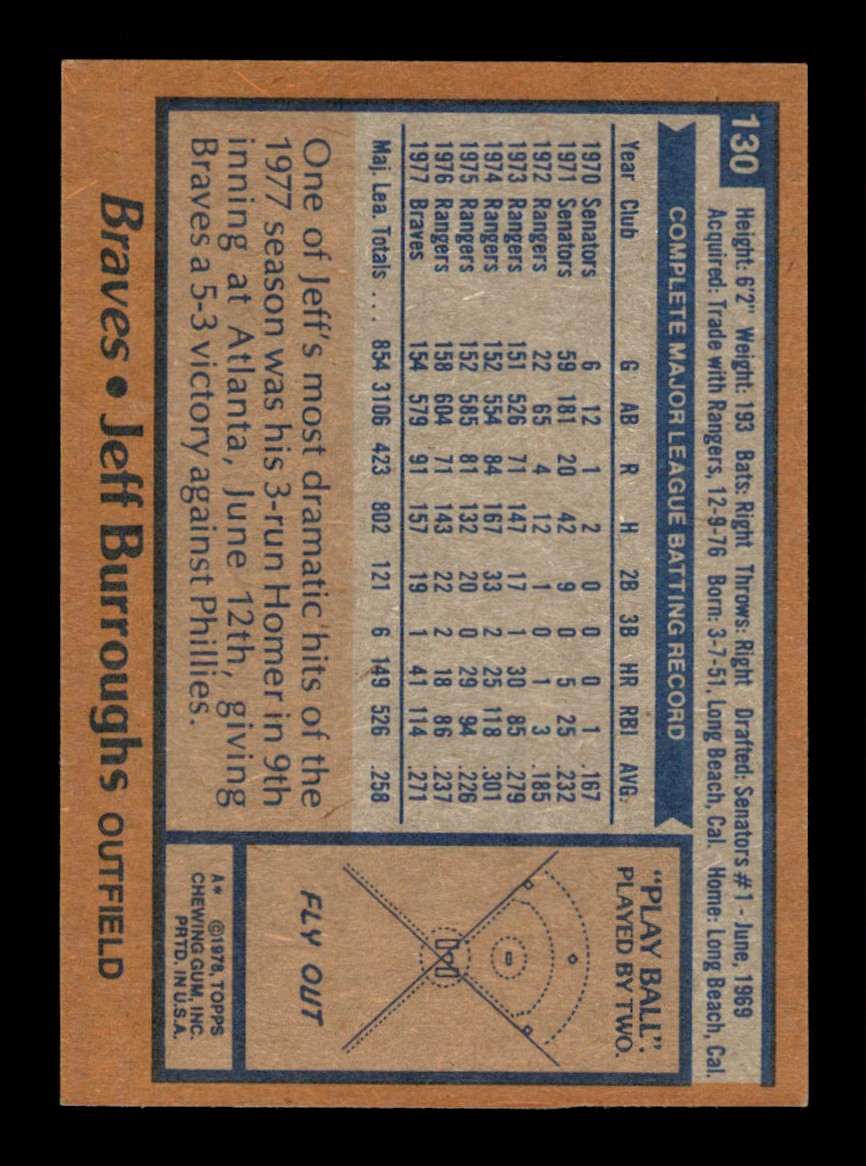 130
Height: 6'2" Weight: 193 Bats: Right Throws: Right Drafted: Senators #1 - June, 1969
Acquired: Trade with Rangers, 12-9-76 Born: 3-7-51, Long Beach, Cal. Home: Long Beach, Cal.
COMPLETE MAJOR LEAGUE BATTING RECORD
Year Club G AB R H 2B 3B HR RBI AVG.
1970 Senators 6 12 1 2 0 0 0 1 .167
1971 Senators 59 181 20 42 9 0 5 25 .232
1972 Rangers 22 65 4 12 1 0 1 3 .185
1973 Rangers 151 526 71 147 17 1 30 85 .279
1974 Rangers 152 554 84 167 33 2 25 118 .301
1975 Rangers 152 585 81 132 20 0 29 94 .226
1976 Rangers 158 604 71 143 22 2 18 86 .237
1977 Braves 154 579 91 157 19 1 41 114 .271
Maj. Lea. Totals ... 854 3106 423 802 121 6 149 526 .258
One of Jeff's most dramatic hits of the
1977 season was his 3-run Homer in 9th
inning at Atlanta, June 12th, giving
Braves a 5-3 victory against Phillies.
"PLAY BALL".
PLAYED BY TWO.
FLY OUT
A* ©1978, TOPPS
CHEWING GUM, INC.
PRTD. IN U.S.A.
Braves • Jeff Burroughs OUTFIELD